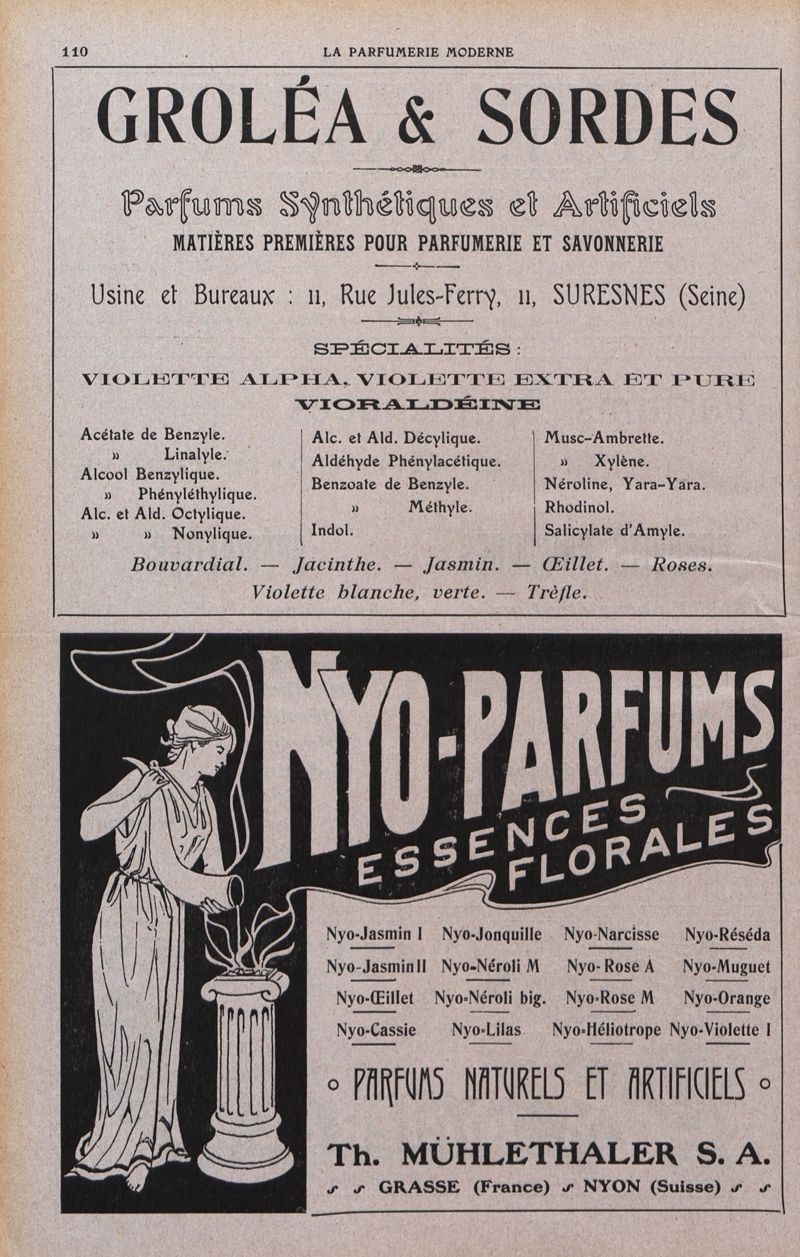 110
LA PARFUMERIE MODERNE
GROLÉA & SORDES
Parfums Synthétiques et Artificiels
MATIÈRES PREMIÈRES POUR PARFUMERIE ET SAVONNERIE
Usine et Bureaux : 11, Rue Jules-Ferry, 11, SURESNES (Seine)
SPÉCIALITÉS :
VIOLETTE ALPHA, VIOLETTE EXTRA ET PURE
VIORALDÉINE
Acétate de Benzyle.
» Linalyle.
Alcool Benzylique.
» Phényléthylique.
Alc. et Ald. Octylique.
» » Nonylique.
Alc. et Ald. Décylique.
Aldéhyde Phénylacétique.
Benzoate de Benzyle.
» Méthyle.
Indol.
Musc-Ambrette.
» Xylène.
Néroline, Yara-Yara.
Rhodinol.
Salicylate d'Amyle.
Bouvardial. — Jacinthe. — Jasmin. — Œillet. — Roses.
Violette blanche, verte. — Trèfle.
NYO-PARFUMS
ESSENCES
FLORALES
Nyo-Jasmin I Nyo-Jonquille Nyo-Narcisse Nyo-Réséda
Nyo-Jasmin II Nyo-Néroli M Nyo-Rose A Nyo-Muguet
Nyo-Œillet Nyo-Néroli big. Nyo-Rose M Nyo-Orange
Nyo-Cassie Nyo-Lilas Nyo-Héliotrope Nyo-Violette I
PARFUMS NATURELS ET ARTIFICIELS
Th. MÜHLETHALER S. A.
GRASSE (France) NYON (Suisse)